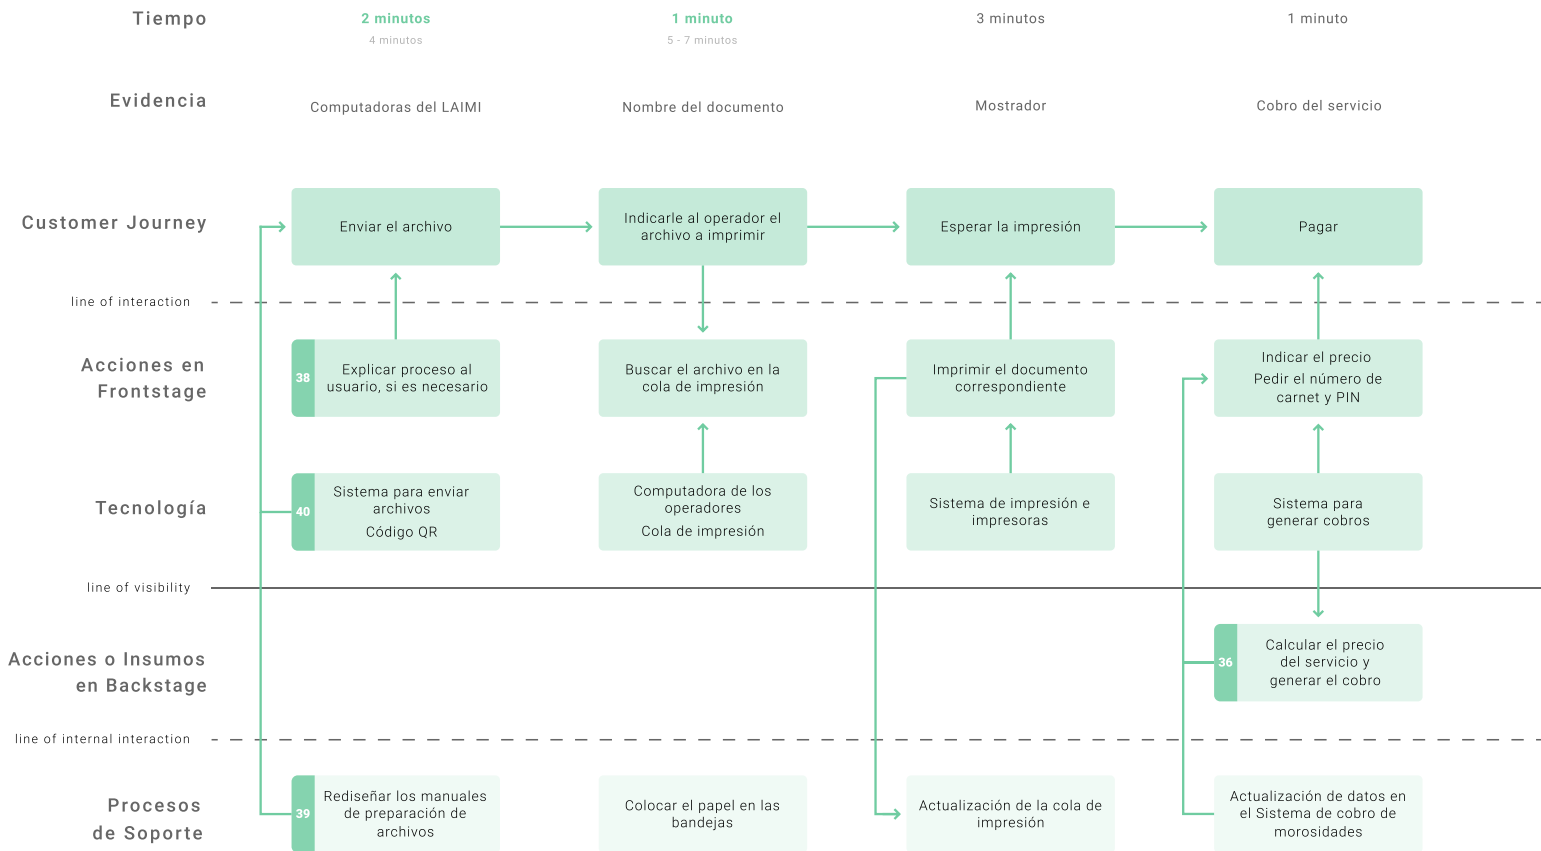 Tiempo
2 minutos
4 minutos
1 minuto
5 - 7 minutos
3 minutos
1 minuto
Evidencia
Computadoras del LAIMI
Nombre del documento
Mostrador
Cobro del servicio
Customer Journey
Enviar el archivo
Indicarle al operador el
archivo a imprimir
Esperar la impresión
Pagar
line of interaction
Acciones en
Frontstage
38
Explicar proceso al
usuario, si es necesario
Buscar el archivo en la
cola de impresión
Imprimir el documento
correspondiente
Indicar el precio
Pedir el número de
carnet y PIN
Tecnología
40
Sistema para enviar
archivos
Código QR
Computadora de los
operadores
Cola de impresión
Sistema de impresión e
impresoras
Sistema para
generar cobros
line of visibility
Acciones o Insumos
en Backstage
36
Calcular el precio
del servicio y
generar el cobro
line of internal interaction
Procesos
de Soporte
39
Rediseñar los manuales
de preparación de
archivos
Colocar el papel en las
bandejas
Actualización de la cola de
impresión
Actualización de datos en
el Sistema de cobro de
morosidades